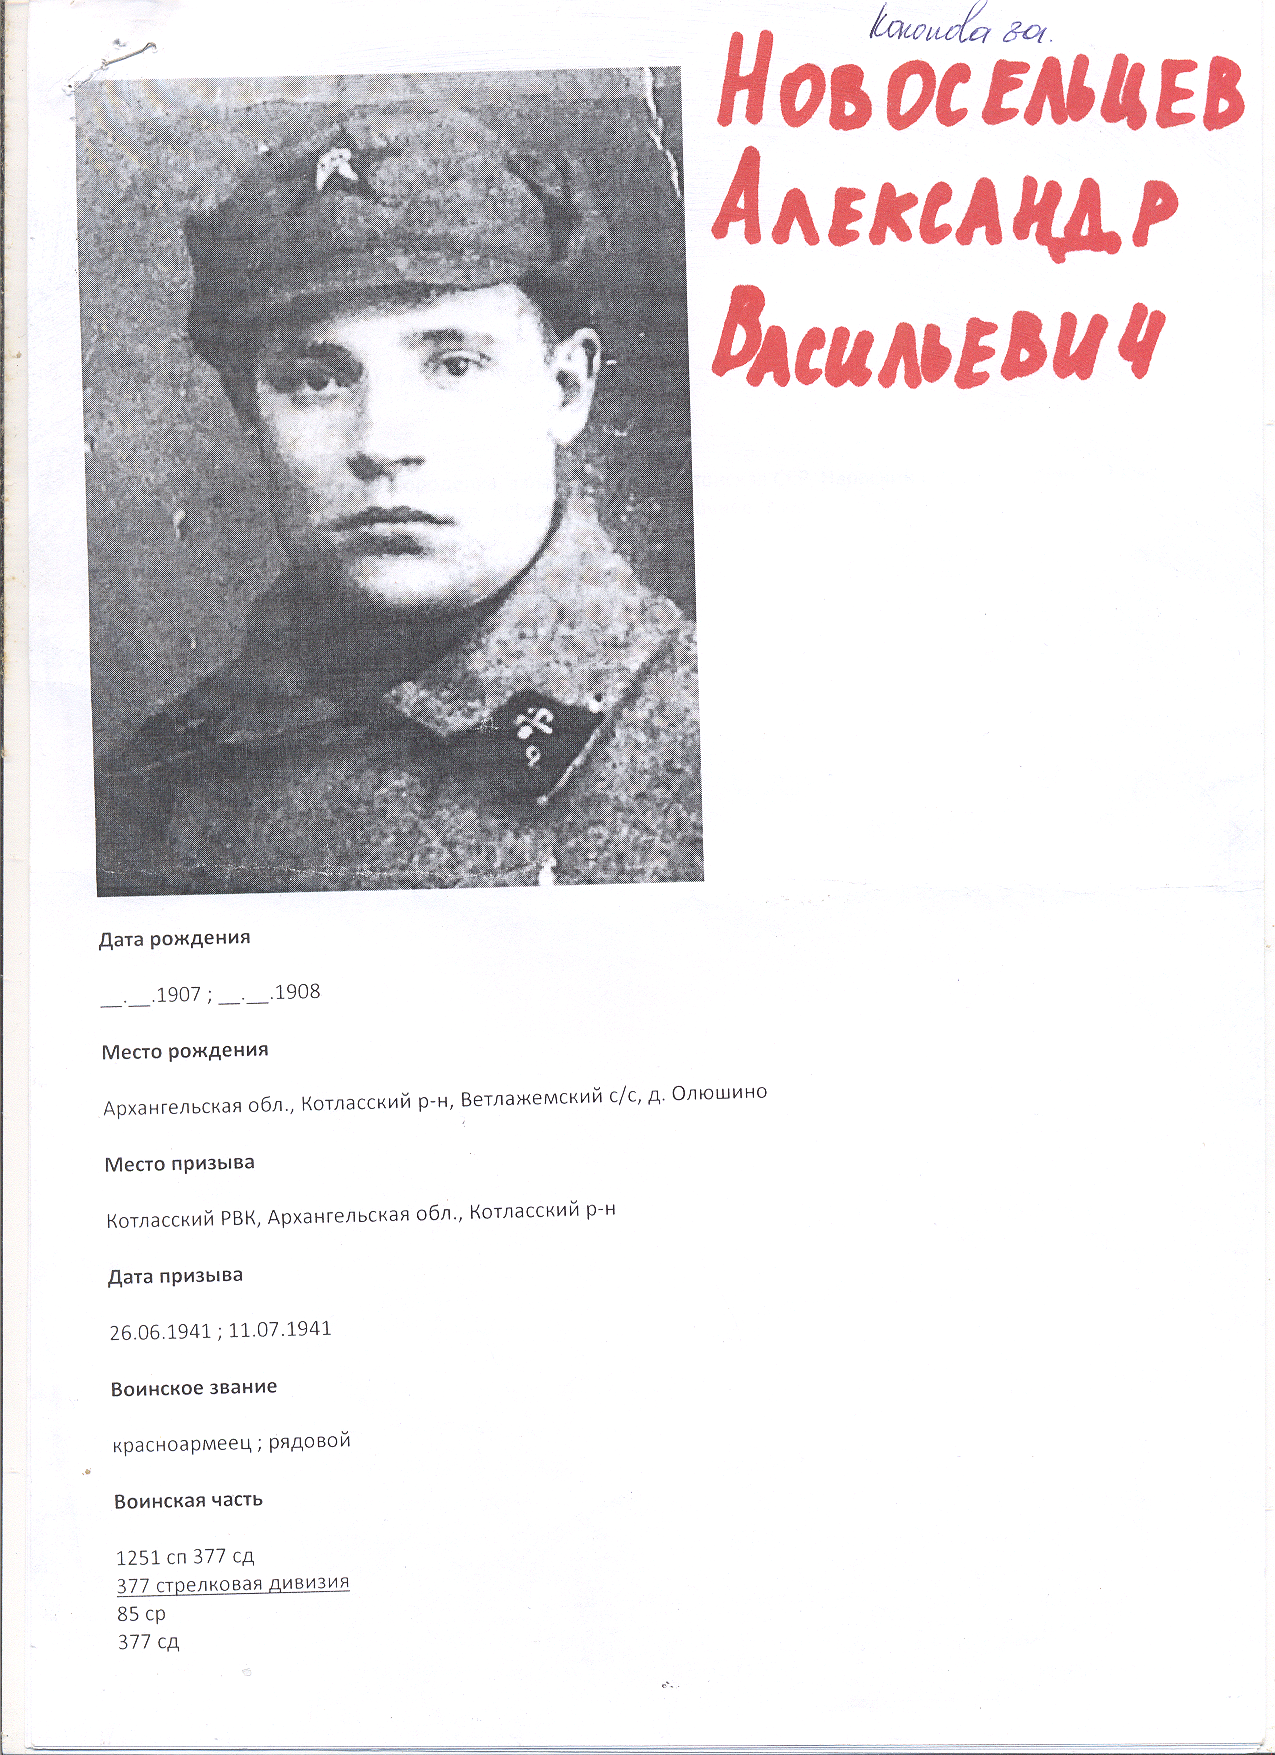 НОВОСЕЛЬЦЕВ
АЛЕКСАНДР
ВАСИЛЬЕВИЧ
Дата рождения
__.__.1907 ; __.__.1908
Место рождения
Архангельская обл., Котласский р-н, Ветлажемский с/с, д. Олюшино
Место призыва
Котласский РВК, Архангельская обл., Котласский р-н
Дата призыва
26.06.1941 ; 11.07.1941
Воинское звание
красноармеец ; рядовой
Воинская часть
1251 сп 377 сд
377 стрелковая дивизия
85 ср
377 сд